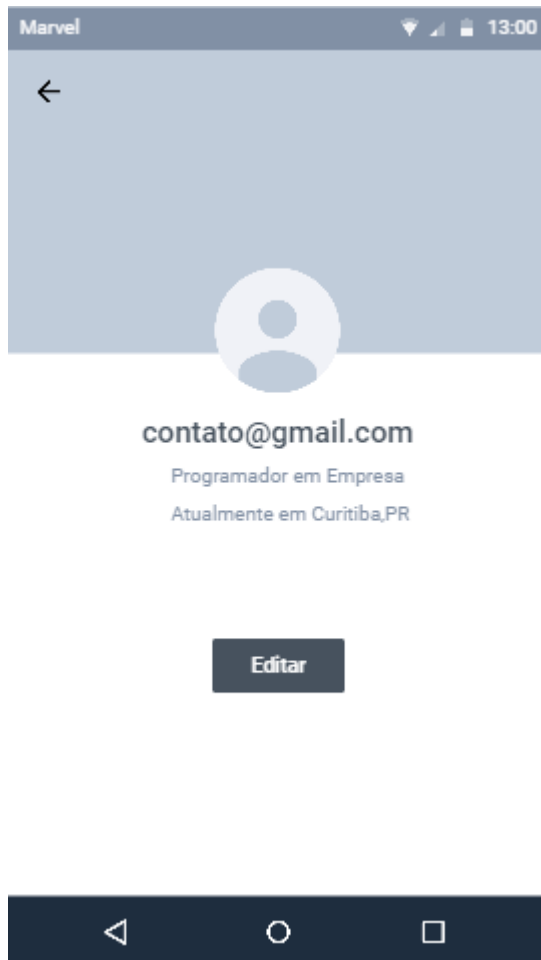 Marvel 13:00
contato@gmail.com
Programador em Empresa
Atualmente em Curitiba,PR
Editar